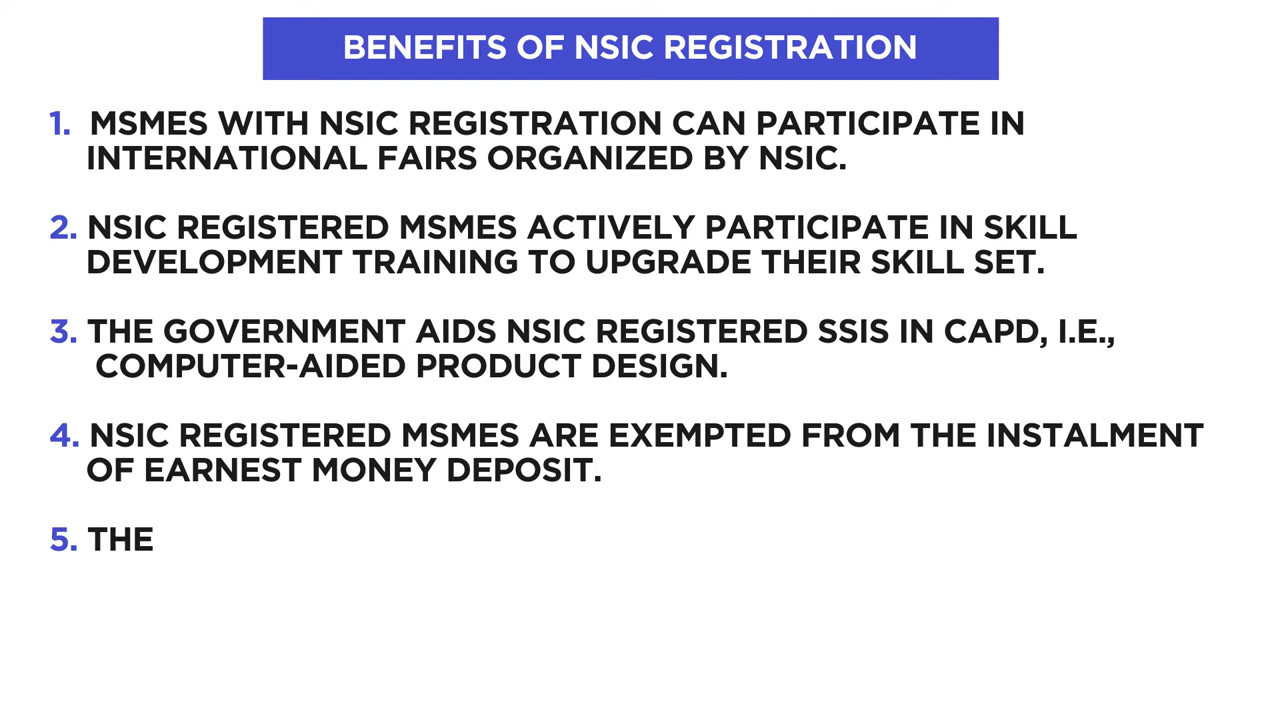 BENEFITS OF NSIC REGISTRATION
1. MSMES WITH NSIC REGISTRATION CAN PARTICIPATE IN
INTERNATIONAL FAIRS ORGANIZED BY NSIC.
2. NSIC REGISTERED MSMES ACTIVELY PARTICIPATE IN SKILL
DEVELOPMENT TRAINING TO UPGRADE THEIR SKILL SET.
3. THE GOVERNMENT AIDS NSIC REGISTERED SSIS IN CAPD, I.E.,
COMPUTER-AIDED PRODUCT DESIGN.
4. NSIC REGISTERED MSMES ARE EXEMPTED FROM THE INSTALMENT
OF EARNEST MONEY DEPOSIT.
5. THE